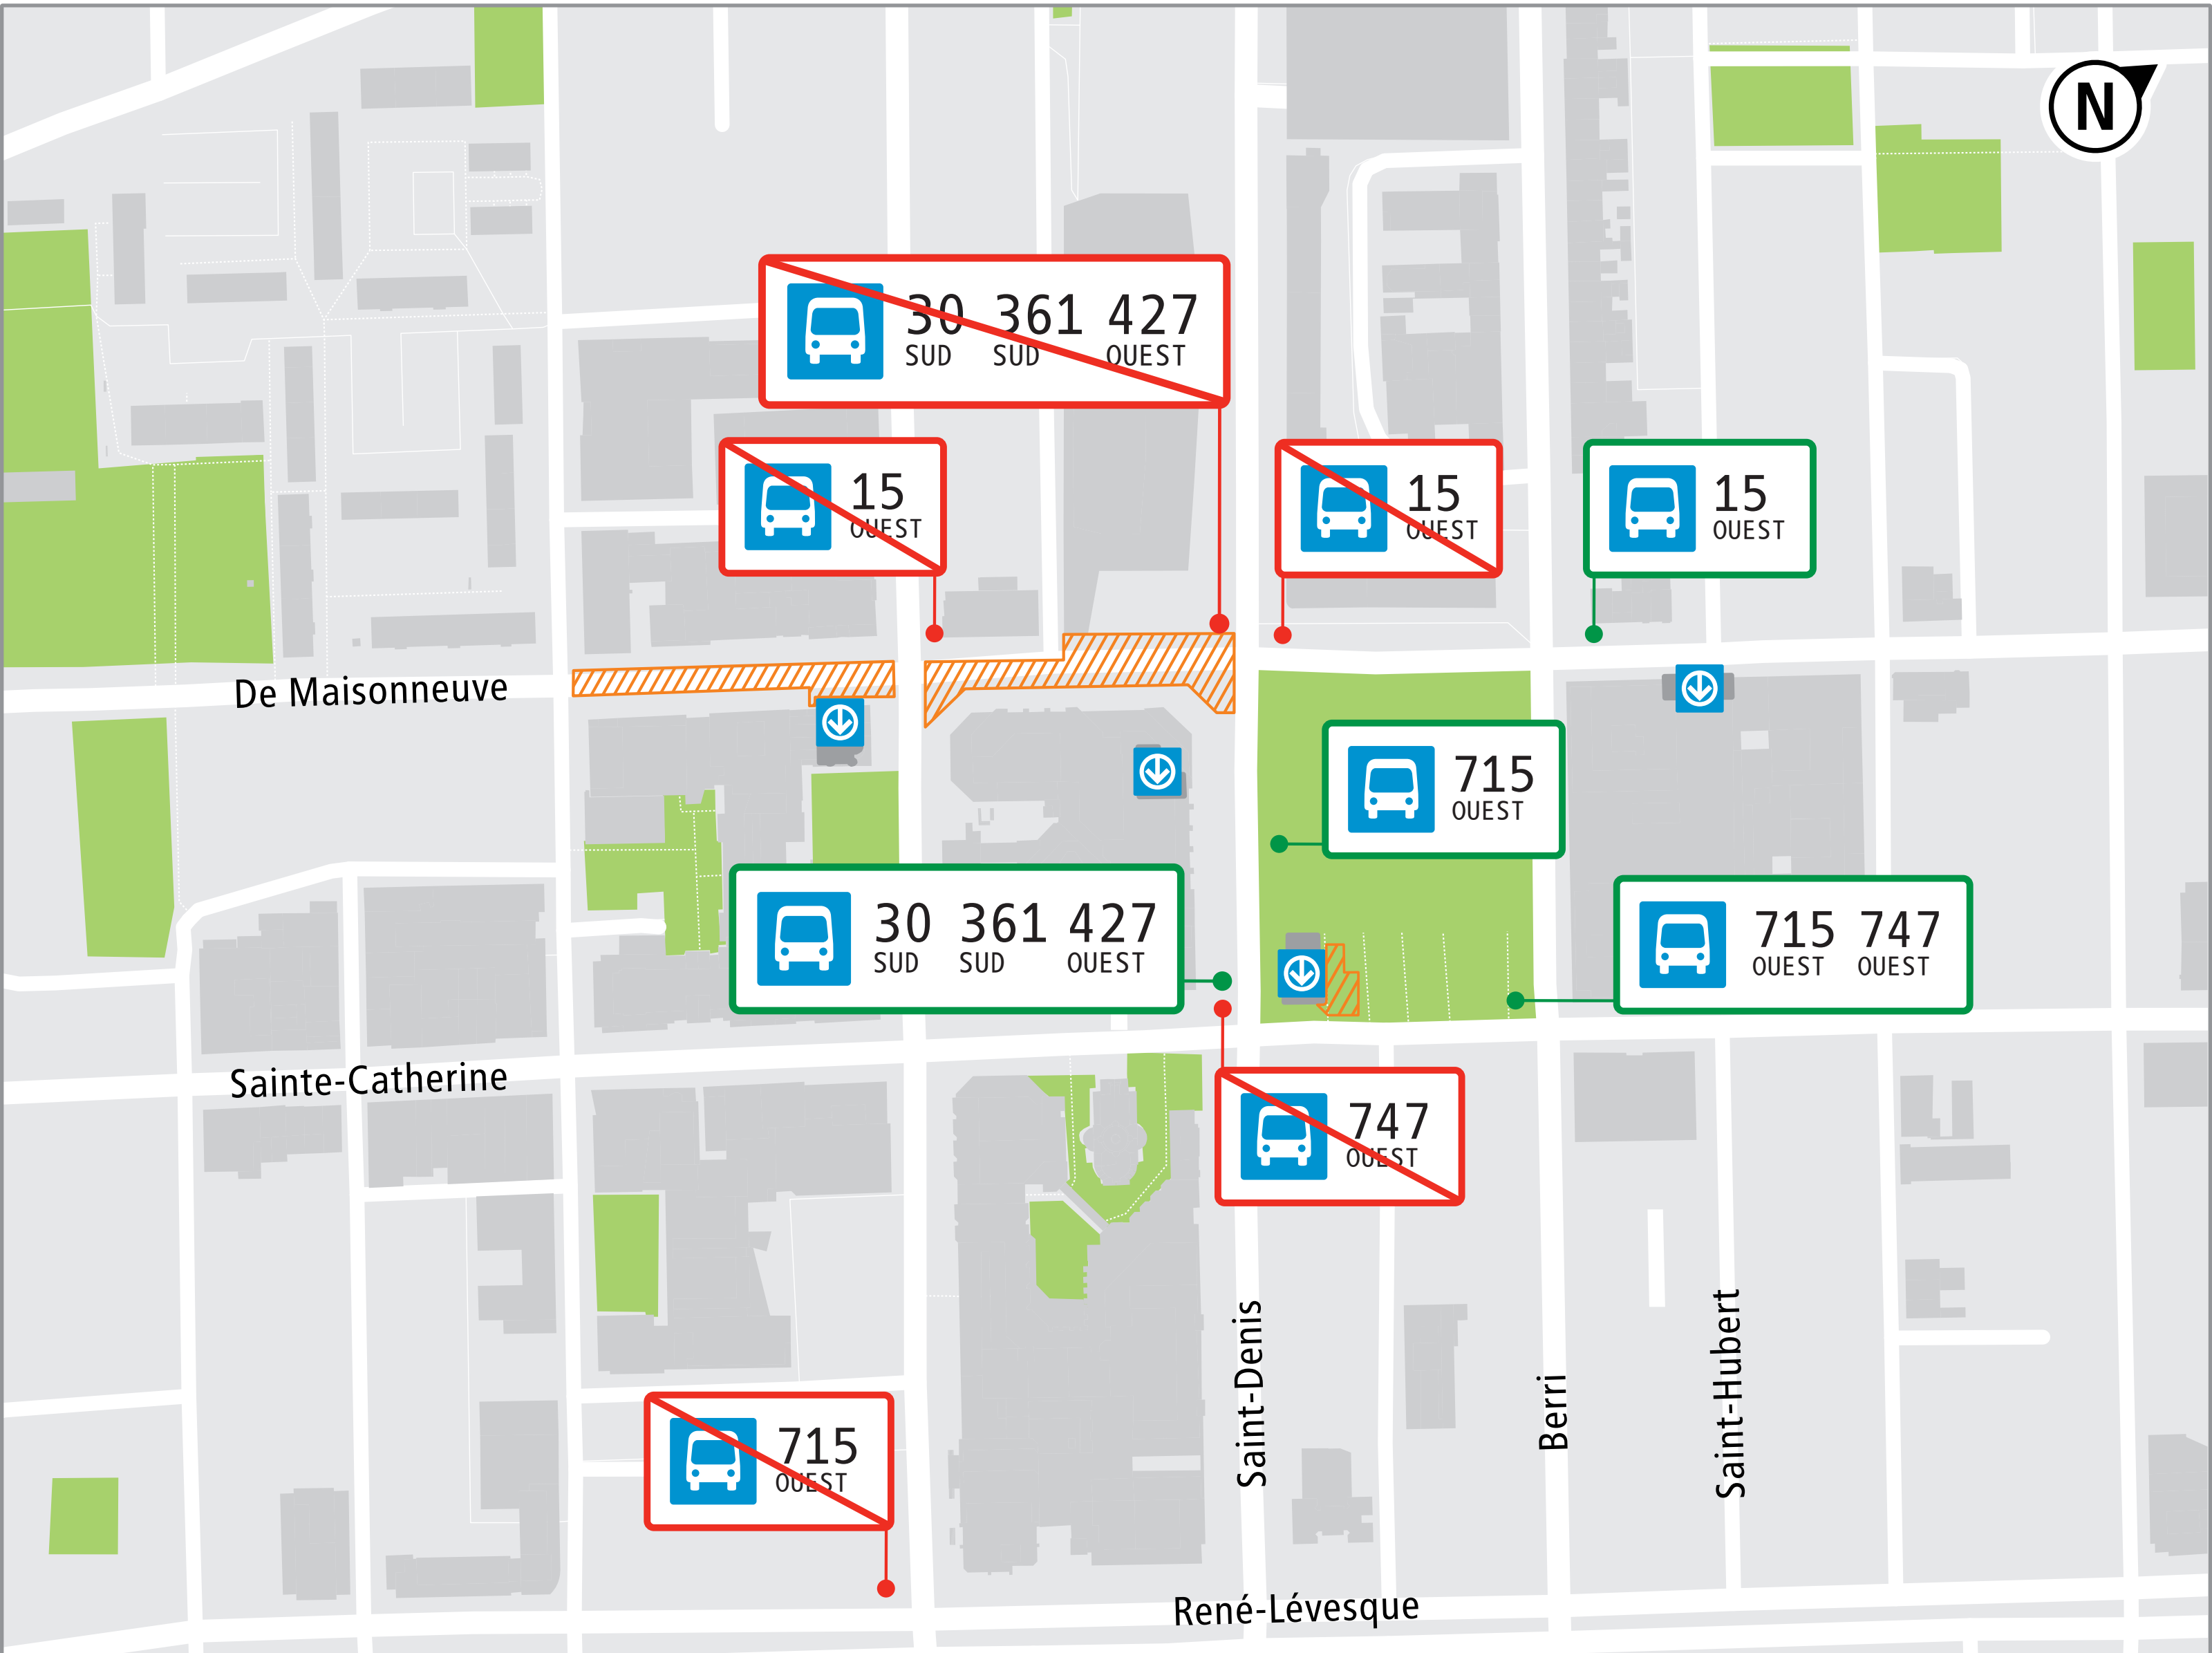 N
30 361 427
SUD SUD OUEST
15
OUEST
15
OUEST
15
OUEST
De Maisonneuve
715
OUEST
30 361 427
SUD SUD OUEST
715 747
OUEST OUEST
Sainte-Catherine
747
OUEST
Saint-Denis
Berri
Saint-Hubert
715
OUEST
René-Lévesque